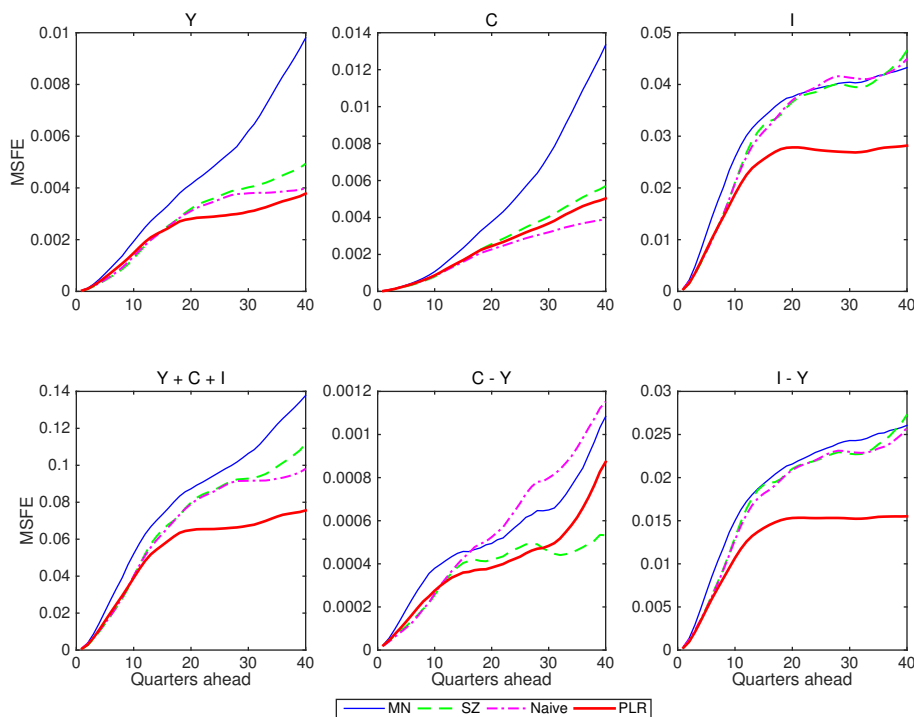 Y
C
I
MSFE
0.01
0.008
0.006
0.004
0.002
0
0 10 20 30 40
0.014
0.012
0.01
0.008
0.006
0.004
0.002
0
0 10 20 30 40
0.05
0.04
0.03
0.02
0.01
0
0 10 20 30 40
Y + C + I
C - Y
I - Y
MSFE
0.14
0.12
0.1
0.08
0.06
0.04
0.02
0
0 10 20 30 40
Quarters ahead
0.0012
0.001
0.0008
0.0006
0.0004
0.0002
0
0 10 20 30 40
Quarters ahead
0.03
0.025
0.02
0.015
0.01
0.005
0
0 10 20 30 40
Quarters ahead
MN SZ Naive PLR